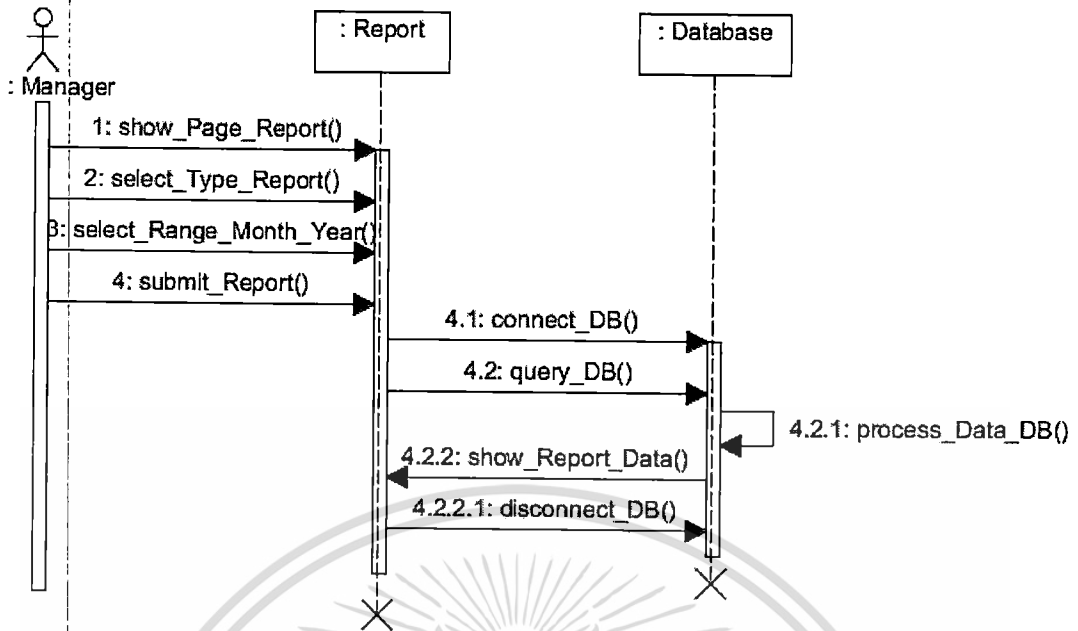 : Report
: Database
: Manager
1: show_Page_Report()
2: select_Type_Report()
3: select_Range_Month_Year()
4: submit_Report()
4.1: connect_DB()
4.2: query_DB()
4.2.1: process_Data_DB()
4.2.2: show_Report_Data()
4.2.2.1: disconnect_DB()